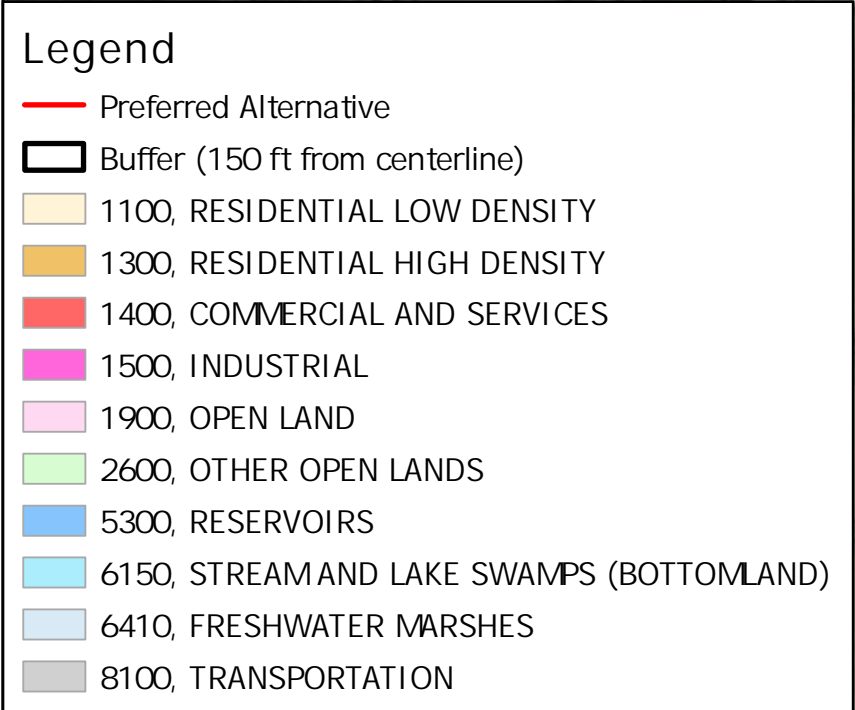 Legend
Preferred Alternative
Buffer (150 ft from centerline)
1100, RESIDENTIAL LOW DENSITY
1300, RESIDENTIAL HIGH DENSITY
1400, COMMERCIAL AND SERVICES
1500, INDUSTRIAL
1900, OPEN LAND
2600, OTHER OPEN LANDS
5300, RESERVOIRS
6150, STREAM AND LAKE SWAMPS (BOTTOMLAND)
6410, FRESHWATER MARSHES
8100, TRANSPORTATION